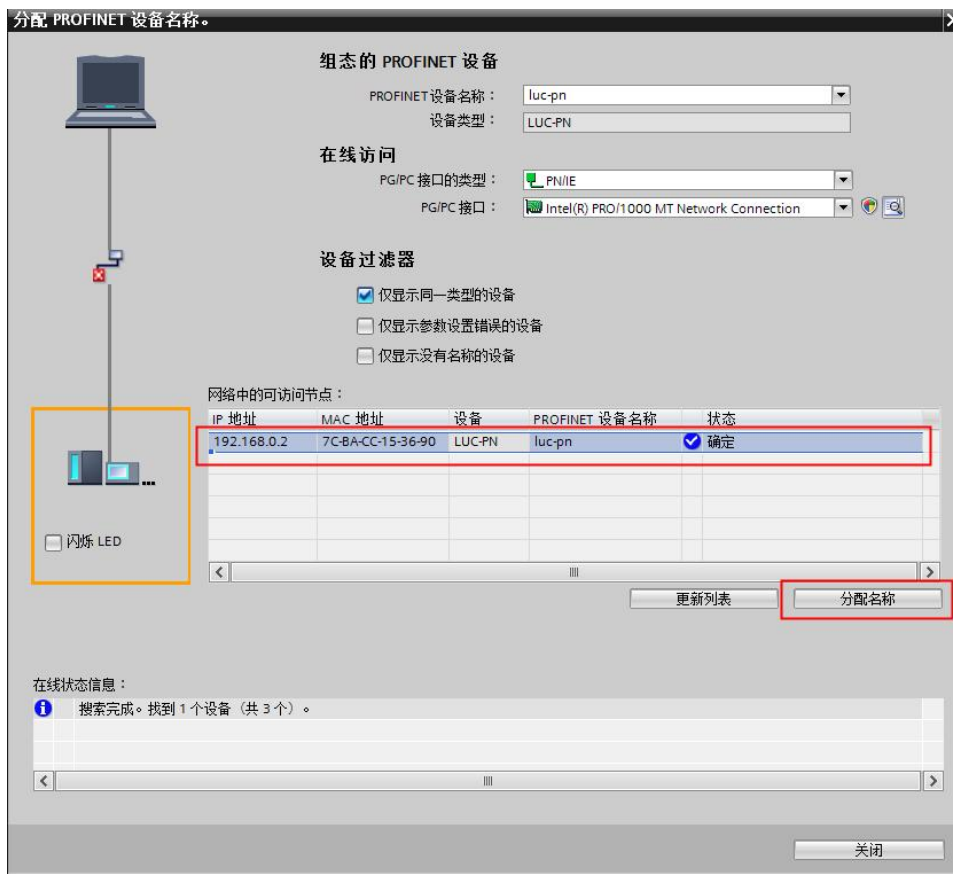 分配 PROFINET 设备名称。
组态的 PROFINET 设备
PROFINET 设备名称： luc-pn
设备类型： LUC-PN
在线访问
PG/PC 接口的类型： PN/IE
PG/PC 接口： Intel(R) PRO/1000 MT Network Connection
设备过滤器
仅显示同一类型的设备
仅显示参数设置错误的设备
仅显示没有名称的设备
网络中的可访问节点：
IP 地址 MAC 地址 设备 PROFINET 设备名称 状态
192.168.0.2 7C-BA-CC-15-36-90 LUC-PN luc-pn 确定
闪烁 LED
更新列表 分配名称
在线状态信息：
搜索完成。找到 1 个设备（共 3 个）。
关闭